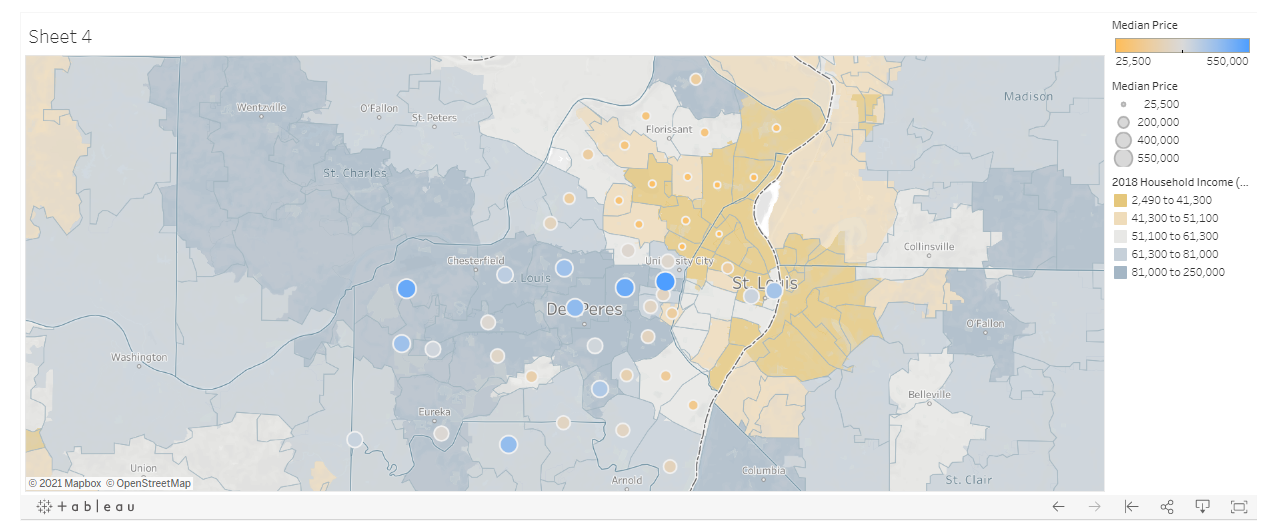 Sheet 4
Wentzville
O'Fallon
St. Peters
Florissant
Madison
St. Charles
Collinsville
Chesterfield
Louis
University City
De Peres
St. Louis
O'Fallon
Washington
Belleville
Eureka
Union
Columbia
Arnold
St. Clair
© 2021 Mapbox © OpenStreetMap
Median Price
25,500 550,000
Median Price
25,500
200,000
400,000
550,000
2018 Household Income (...
2,490 to 41,300
41,300 to 51,100
51,100 to 61,300
61,300 to 81,000
81,000 to 250,000
+ a b l e a u